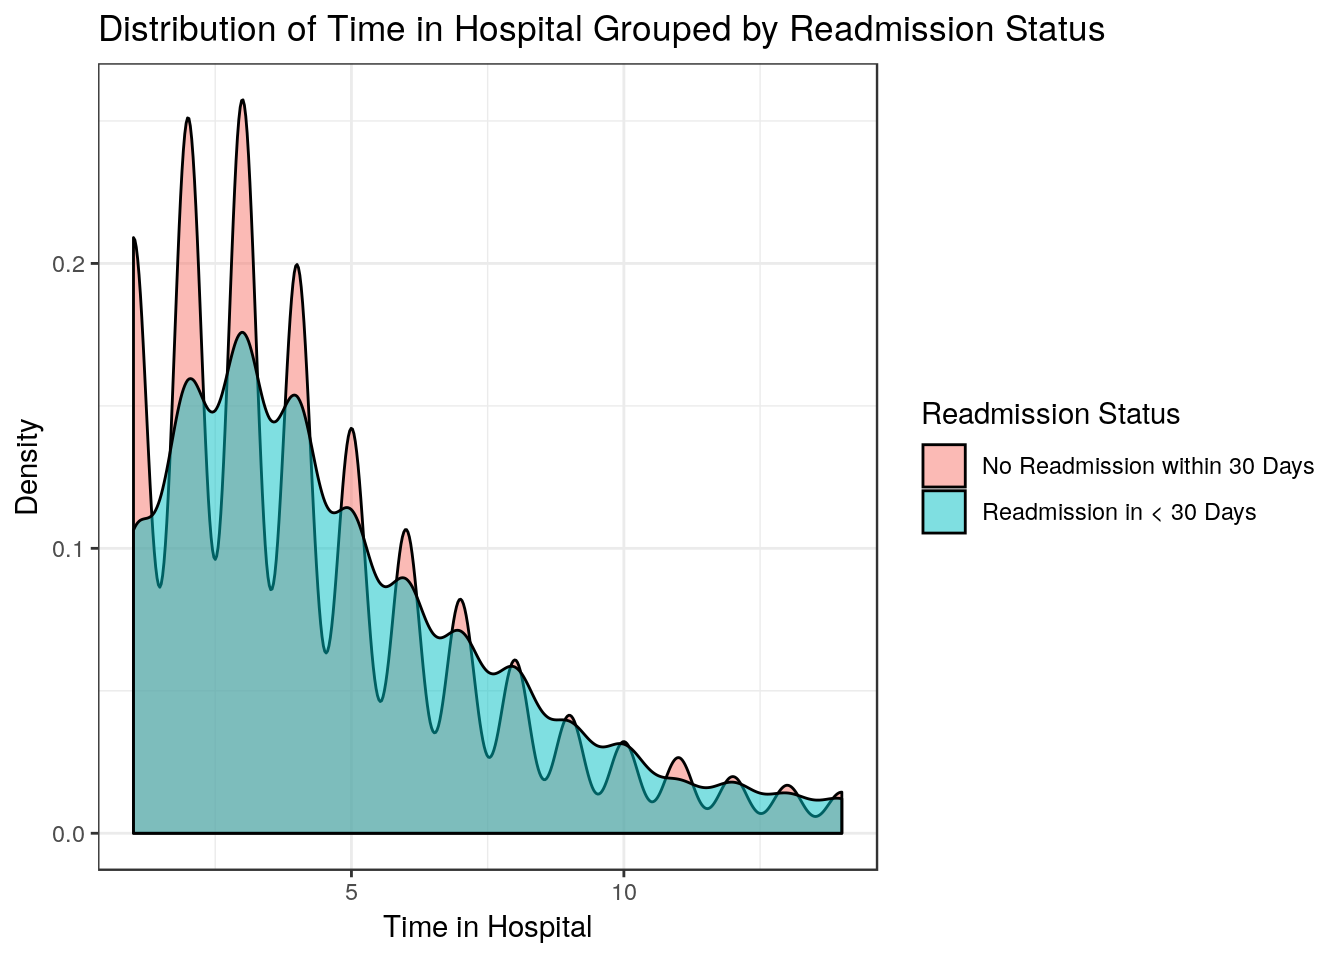 Distribution of Time in Hospital Grouped by Readmission Status
Density
0.2
0.1
0.0
5 10
Time in Hospital
Readmission Status
No Readmission within 30 Days
Readmission in < 30 Days